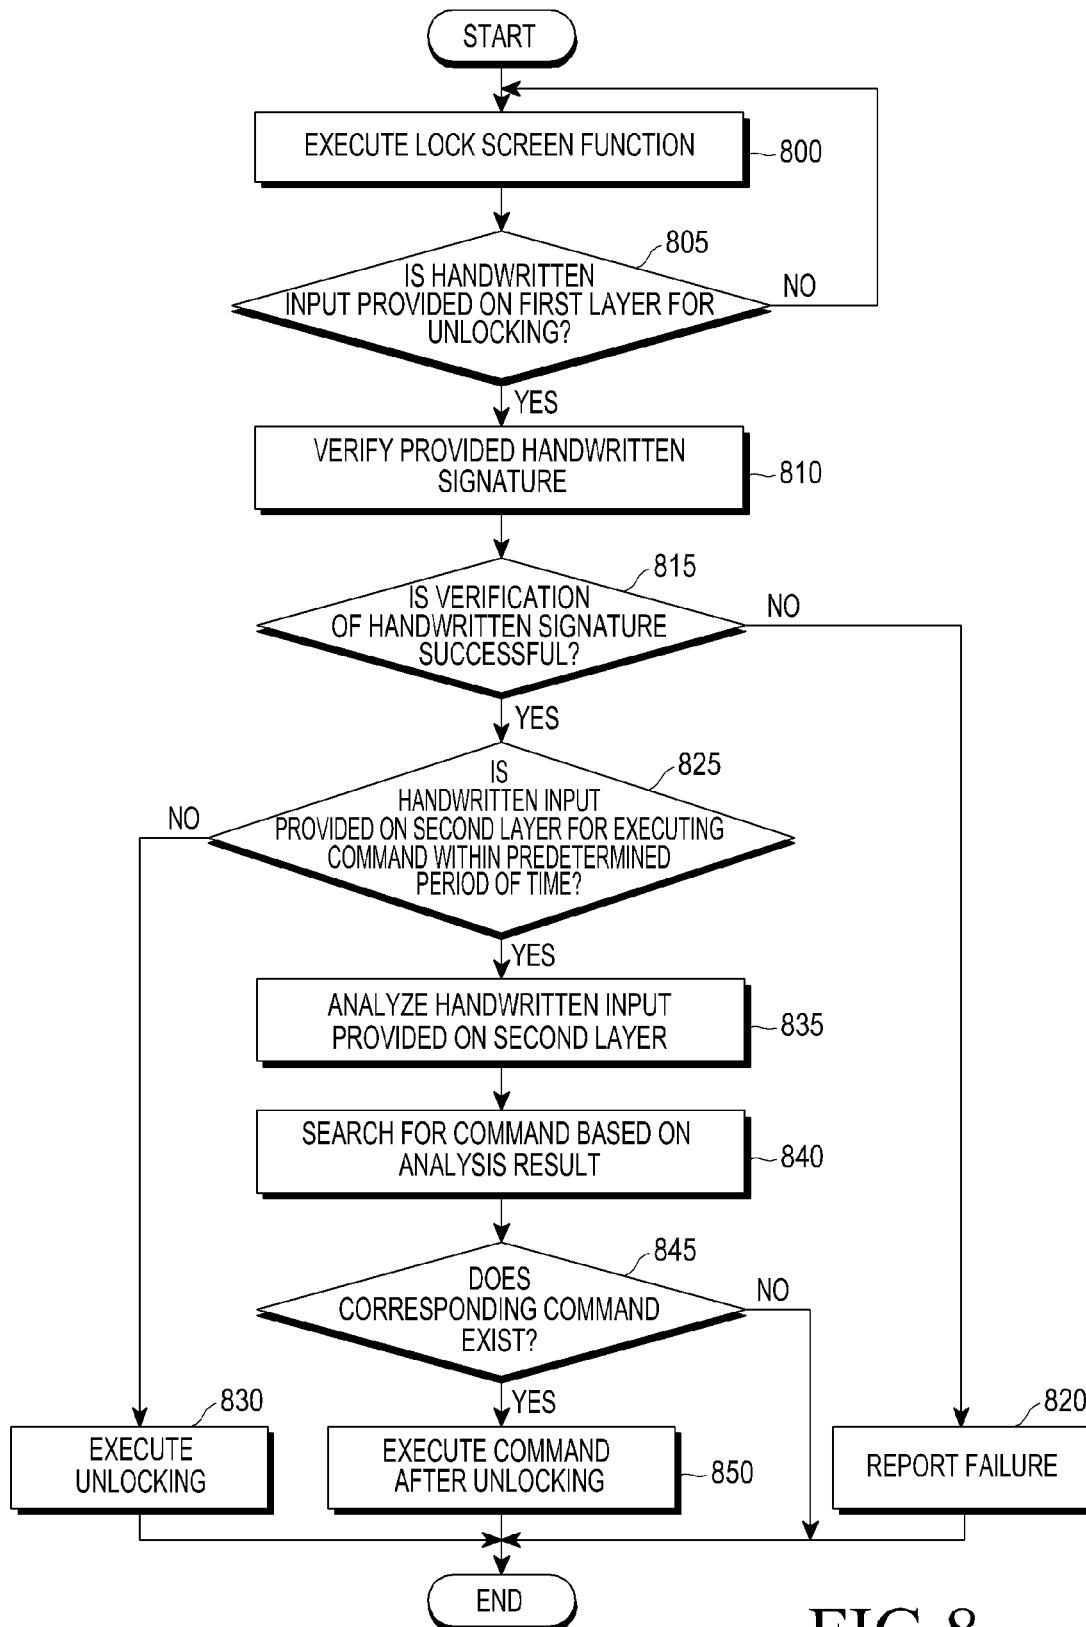 START
EXECUTE LOCK SCREEN FUNCTION
800
805
IS HANDWRITTEN
INPUT PROVIDED ON FIRST LAYER FOR
UNLOCKING?
NO
YES
VERIFY PROVIDED HANDWRITTEN
SIGNATURE
810
815
IS VERIFICATION
OF HANDWRITTEN SIGNATURE
SUCCESSFUL?
NO
YES
825
IS
HANDWRITTEN INPUT
PROVIDED ON SECOND LAYER FOR EXECUTING
COMMAND WITHIN PREDETERMINED
PERIOD OF TIME?
NO
YES
ANALYZE HANDWRITTEN INPUT
PROVIDED ON SECOND LAYER
835
SEARCH FOR COMMAND BASED ON
ANALYSIS RESULT
840
845
DOES
CORRESPONDING COMMAND
EXIST?
NO
YES
830
EXECUTE
UNLOCKING
EXECUTE COMMAND
AFTER UNLOCKING
850
820
REPORT FAILURE
END
FIG.8